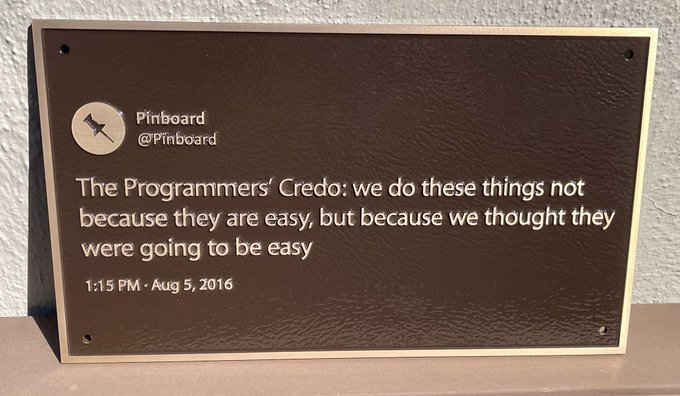 Pinboard
@Pinboard
The Programmers' Credo: we do these things not
because they are easy, but because we thought they
were going to be easy
1:15 PM · Aug 5, 2016